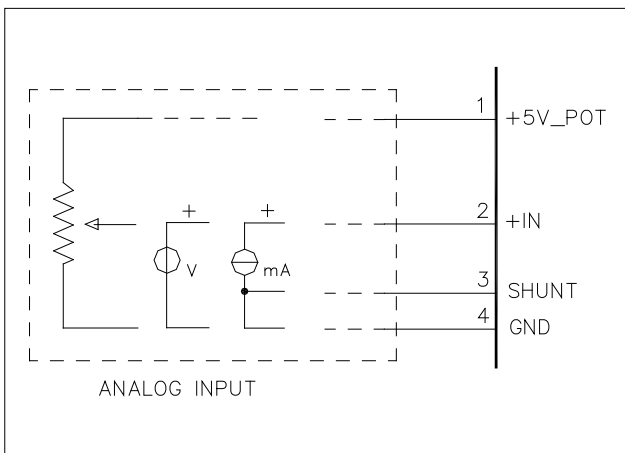 1 +5V_POT
+ +
2 +IN
V mA
3 SHUNT
4 GND
ANALOG INPUT